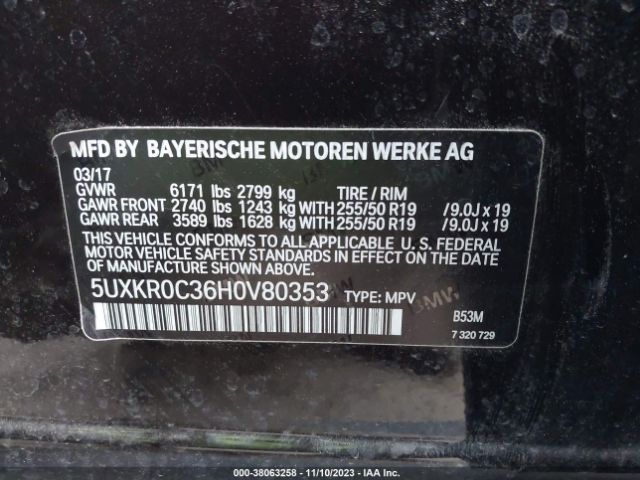 MFD BY BAYERISCHE MOTOREN WERKE AG
03/17
GVWR 6171 lbs 2799 kg TIRE / RIM
GAWR FRONT 2740 lbs 1243 kg WITH 255/50 R19 /9.0J x 19
GAWR REAR 3589 lbs 1628 kg WITH 255/50 R19 /9.0J x 19
THIS VEHICLE CONFORMS TO ALL APPLICABLE U. S. FEDERAL
MOTOR VEHICLE SAFETY STANDARDS IN EFFECT ON THE
DATE OF MANUFACTURE SHOWN ABOVE.
5UXKR0C36H0V80353 TYPE: MPV
B53M
7 320 729
000-38063258 - 11/10/2023 - IAA Inc.